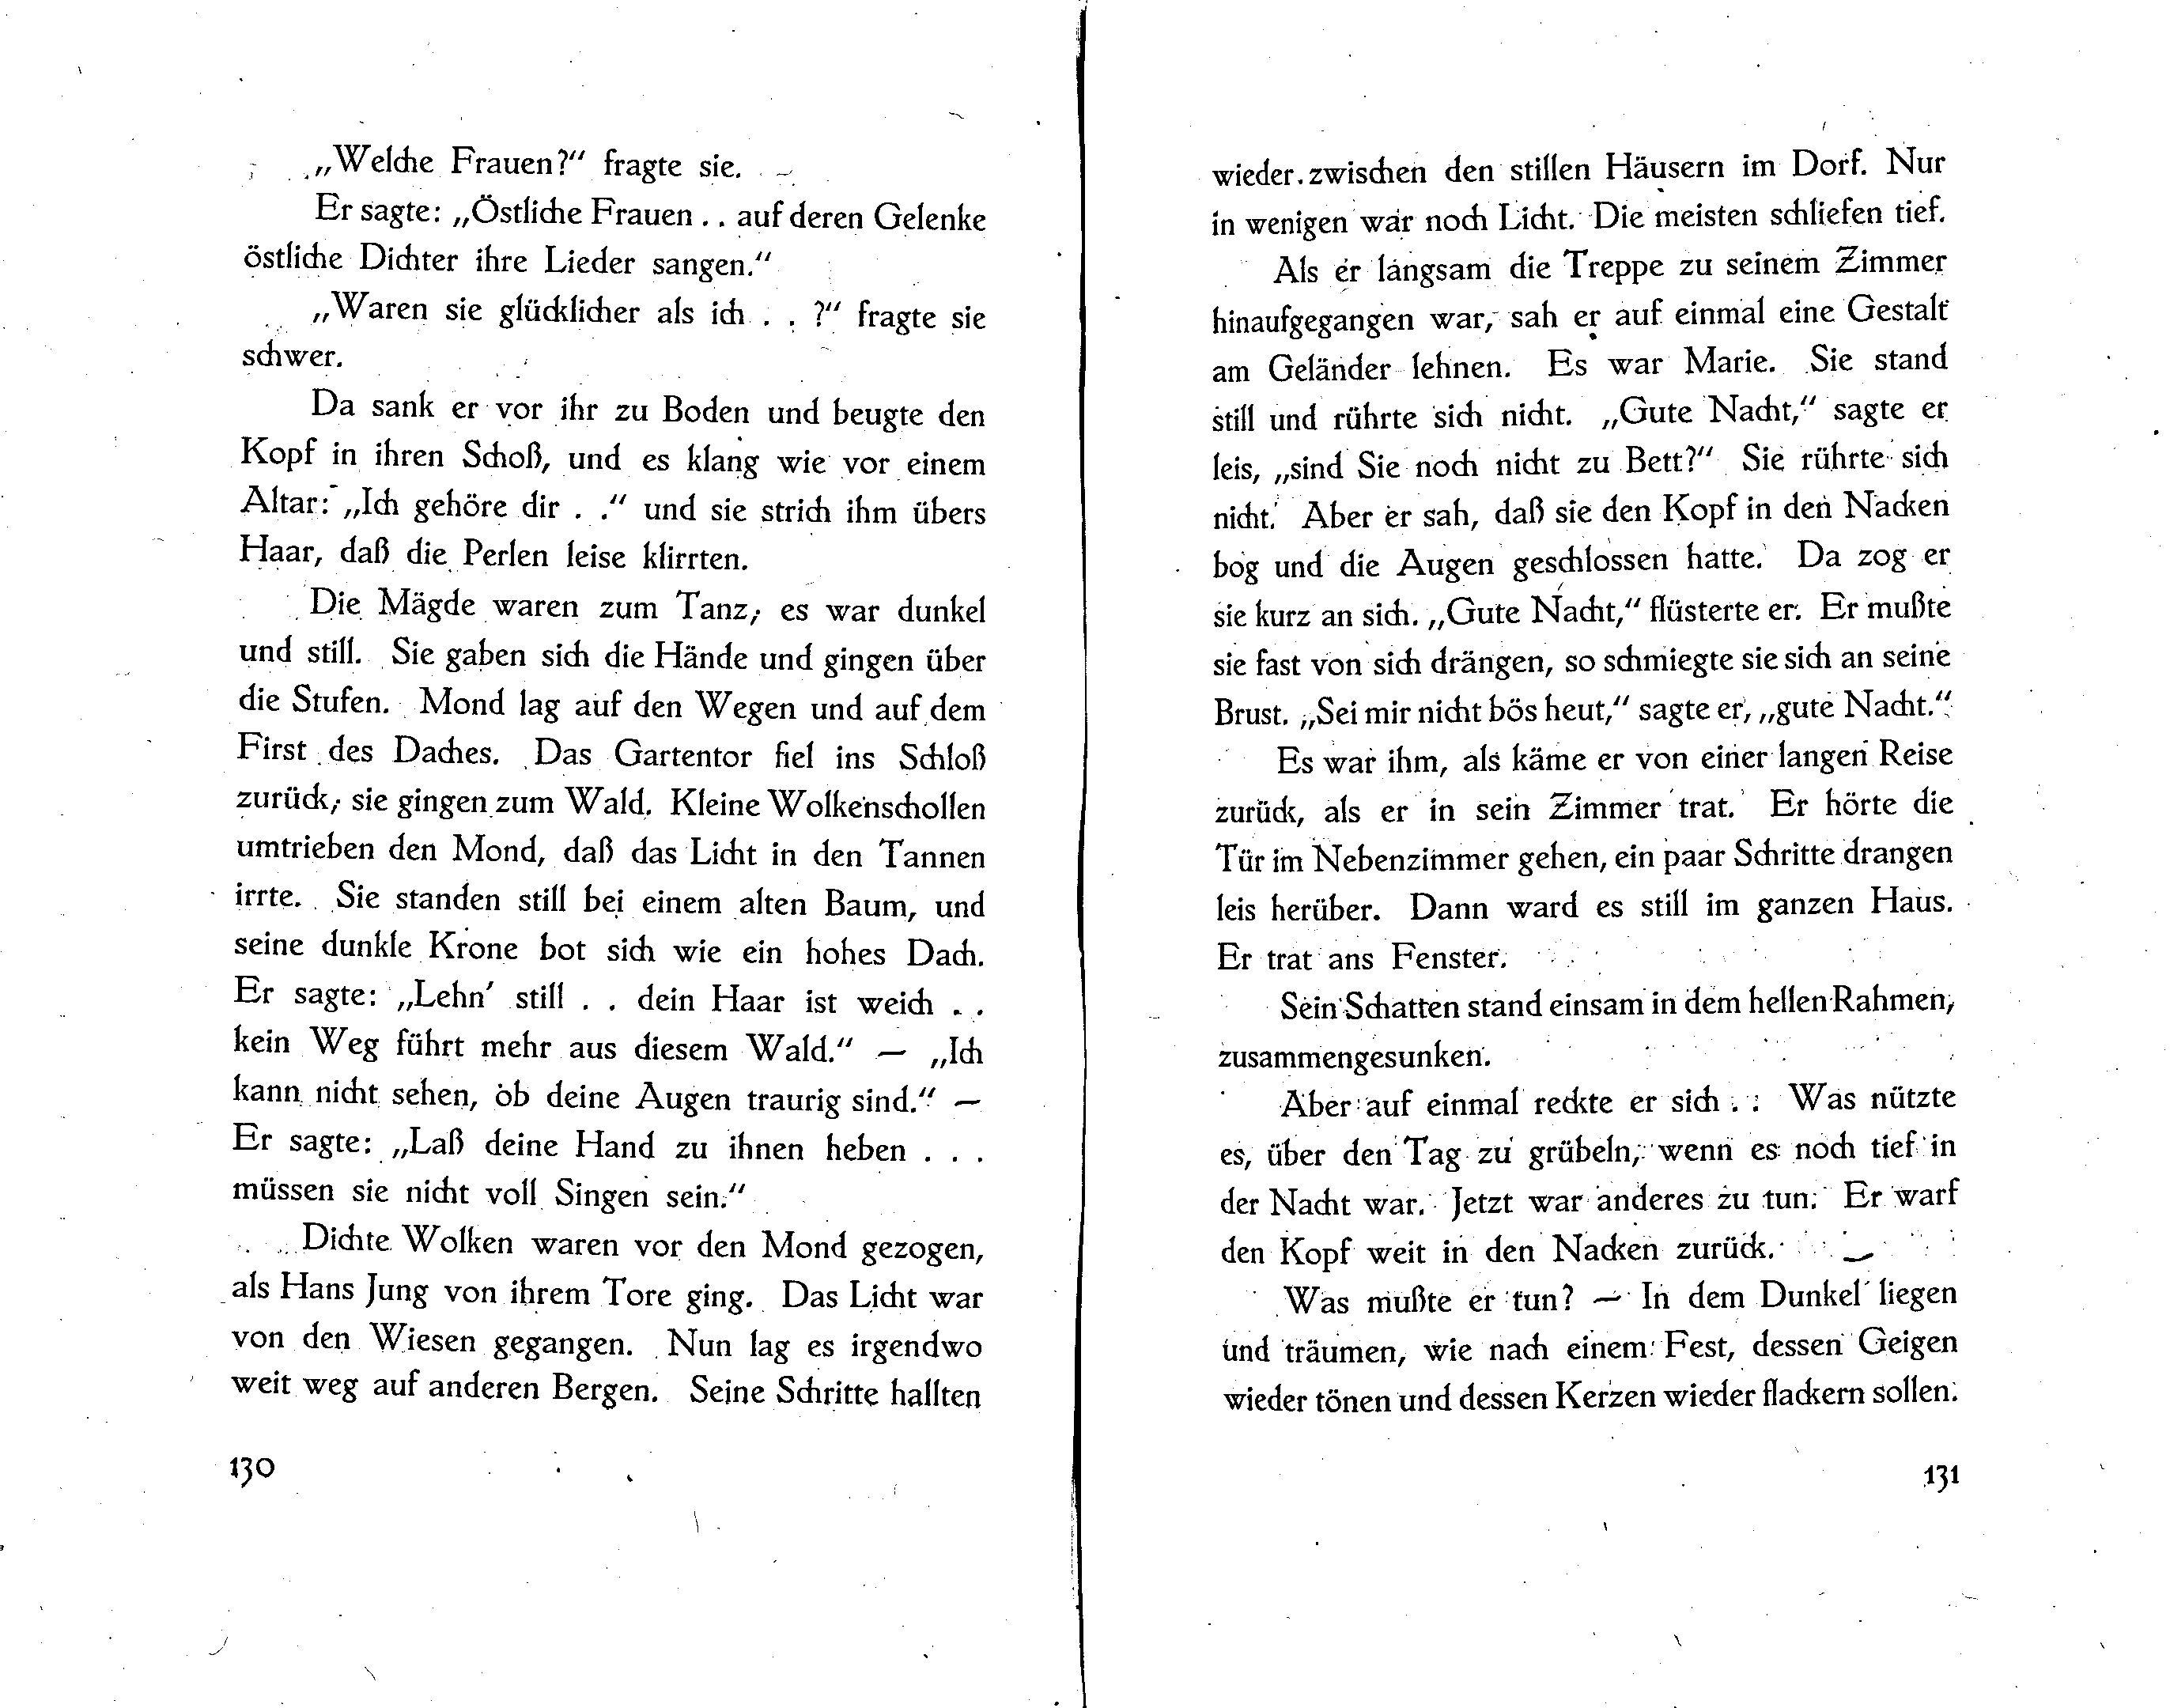 „Welche Frauen?“ fragte sie.
Er sagte: „Östliche Frauen . . auf deren Gelenke
östliche Dichter ihre Lieder sangen.“
„Waren sie glücklicher als ich . . ?“ fragte sie
schwer.
Da sank er vor ihr zu Boden und beugte den
Kopf in ihren Schoß, und es klang wie vor einem
Altar: „Ich gehöre dir . .“ und sie strich ihm übers
Haar, daß die Perlen leise klirrten.
Die Mägde waren zum Tanz; es war dunkel
und still. Sie gaben sich die Hände und gingen über
die Stufen. Mond lag auf den Wegen und auf dem
First des Daches. Das Gartentor fiel ins Schloß
zurück; sie gingen zum Wald. Kleine Wolkenschollen
umtrieben den Mond, daß das Licht in den Tannen
irrte. Sie standen still bei einem alten Baum, und
seine dunkle Krone bot sich wie ein hohes Dach.
Er sagte: „Lehn’ still . . dein Haar ist weich . .
kein Weg führt mehr aus diesem Wald.“ — „Ich
kann nicht sehen, ob deine Augen traurig sind.“ —
Er sagte: „Laß deine Hand zu ihnen heben . . .
müssen sie nicht voll Singen sein.“
Dichte Wolken waren vor den Mond gezogen,
als Hans Jung von ihrem Tore ging. Das Licht war
von den Wiesen gegangen. Nun lag es irgendwo
weit weg auf anderen Bergen. Seine Schritte hallten
130
wieder zwischen den stillen Häusern im Dorf. Nur
in wenigen war noch Licht. Die meisten schliefen tief.
Als er langsam die Treppe zu seinem Zimmer
hinaufgegangen war, sah er auf einmal eine Gestalt
am Geländer lehnen. Es war Marie. Sie stand
still und rührte sich nicht. „Gute Nacht,“ sagte er
leis, „sind Sie noch nicht zu Bett?“ Sie rührte sich
nicht. Aber er sah, daß sie den Kopf in den Nacken
bog und die Augen geschlossen hatte. Da zog er
sie kurz an sich. „Gute Nacht,“ flüsterte er. Er mußte
sie fast von sich drängen, so schmiegte sie sich an seine
Brust. „Sei mir nicht bös heut,“ sagte er, „gute Nacht.“
Es war ihm, als käme er von einer langen Reise
zurück, als er in sein Zimmer trat. Er hörte die
Tür im Nebenzimmer gehen, ein paar Schritte drangen
leis herüber. Dann ward es still im ganzen Haus.
Er trat ans Fenster.
Sein Schatten stand einsam in dem hellen Rahmen,
zusammengesunken.
Aber auf einmal reckte er sich . . Was nützte
es, über den Tag zu grübeln, wenn es noch tief in
der Nacht war. Jetzt war anderes zu tun. Er warf
den Kopf weit in den Nacken zurück.
Was mußte er tun? — In dem Dunkel liegen
und träumen, wie nach einem Fest, dessen Geigen
wieder tönen und dessen Kerzen wieder flackern sollen.
131